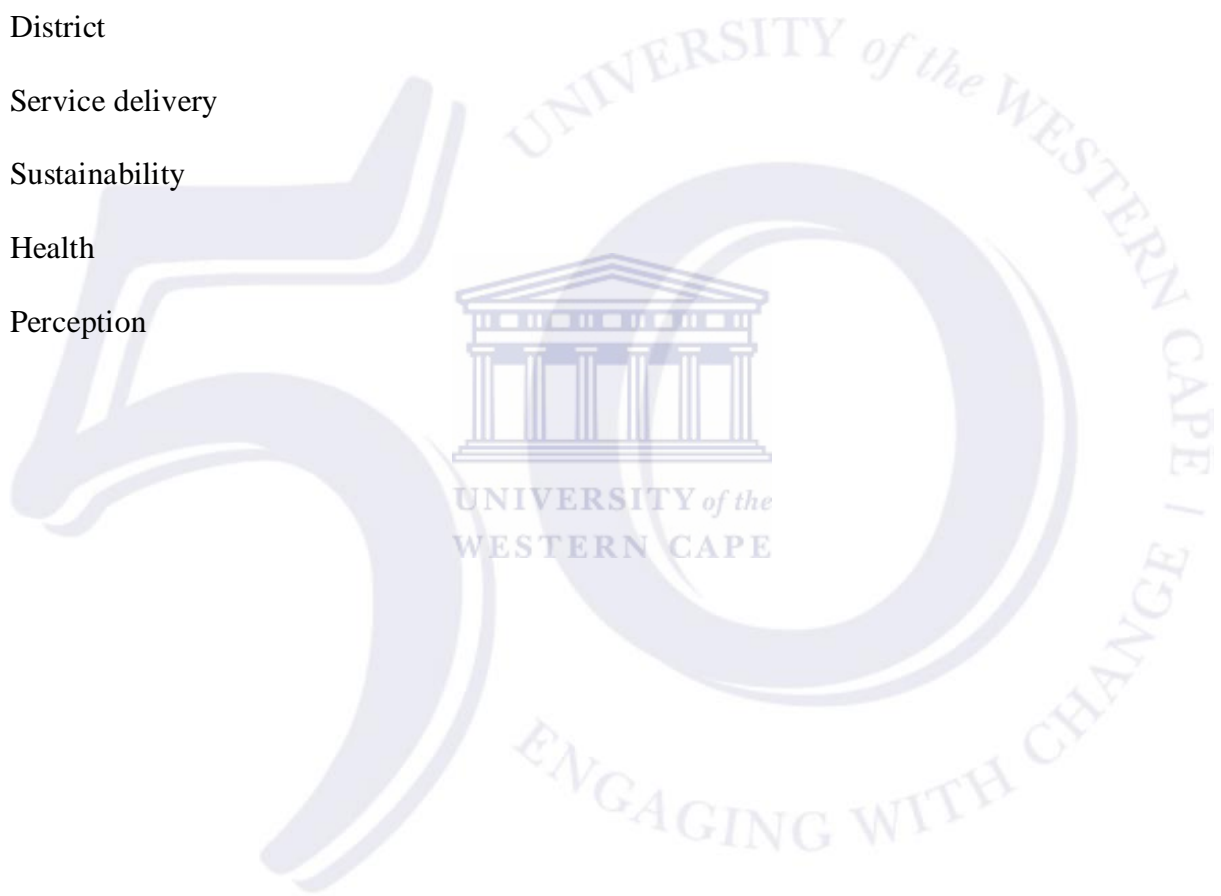 District
Service delivery
Sustainability
Health
Perception
50
UNIVERSITY of the WESTERN CAPE | ENGAGING WITH CHANGE
UNIVERSITY of the
WESTERN CAPE